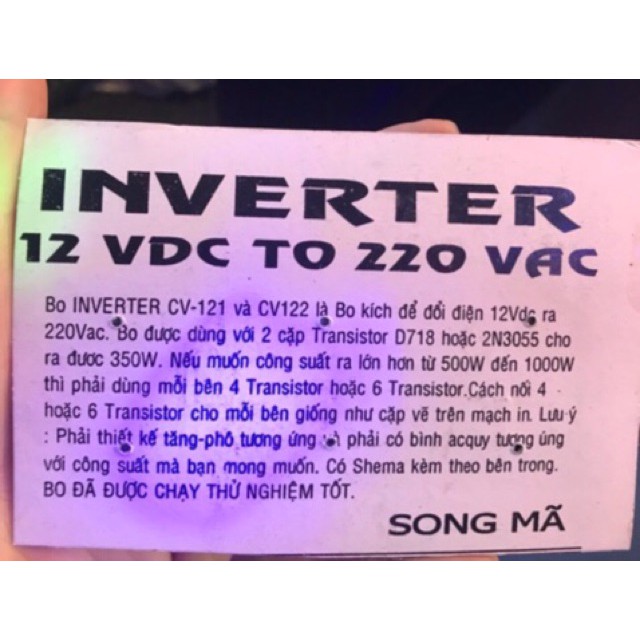 INVERTER
12 VDC TO 220 VAC
Bo INVERTER CV-121 và CV122 là Bo kích để đổi điện 12Vdc ra
220Vac. Bo được dùng với 2 cặp Transistor D718 hoặc 2N3055 cho
ra đươc 350W. Nếu muốn công suất ra lớn hơn từ 500W đến 1000W
thì phải dùng mỗi bên 4 Transistor hoặc 6 Transistor.Cách nối 4
hoặc 6 Transistor cho mỗi bên giống như cặp vẽ trên mạch in. Lưu ý
: Phải thiết kế tăng-phô tương ứng và phải có bình acquy tương ủng
với công suất mà bạn mong muốn. Có Shema kèm theo bên trong.
BO ĐÃ ĐƯỢC CHẠY THỬ NGHIỆM TỐT.
SONG MÃ